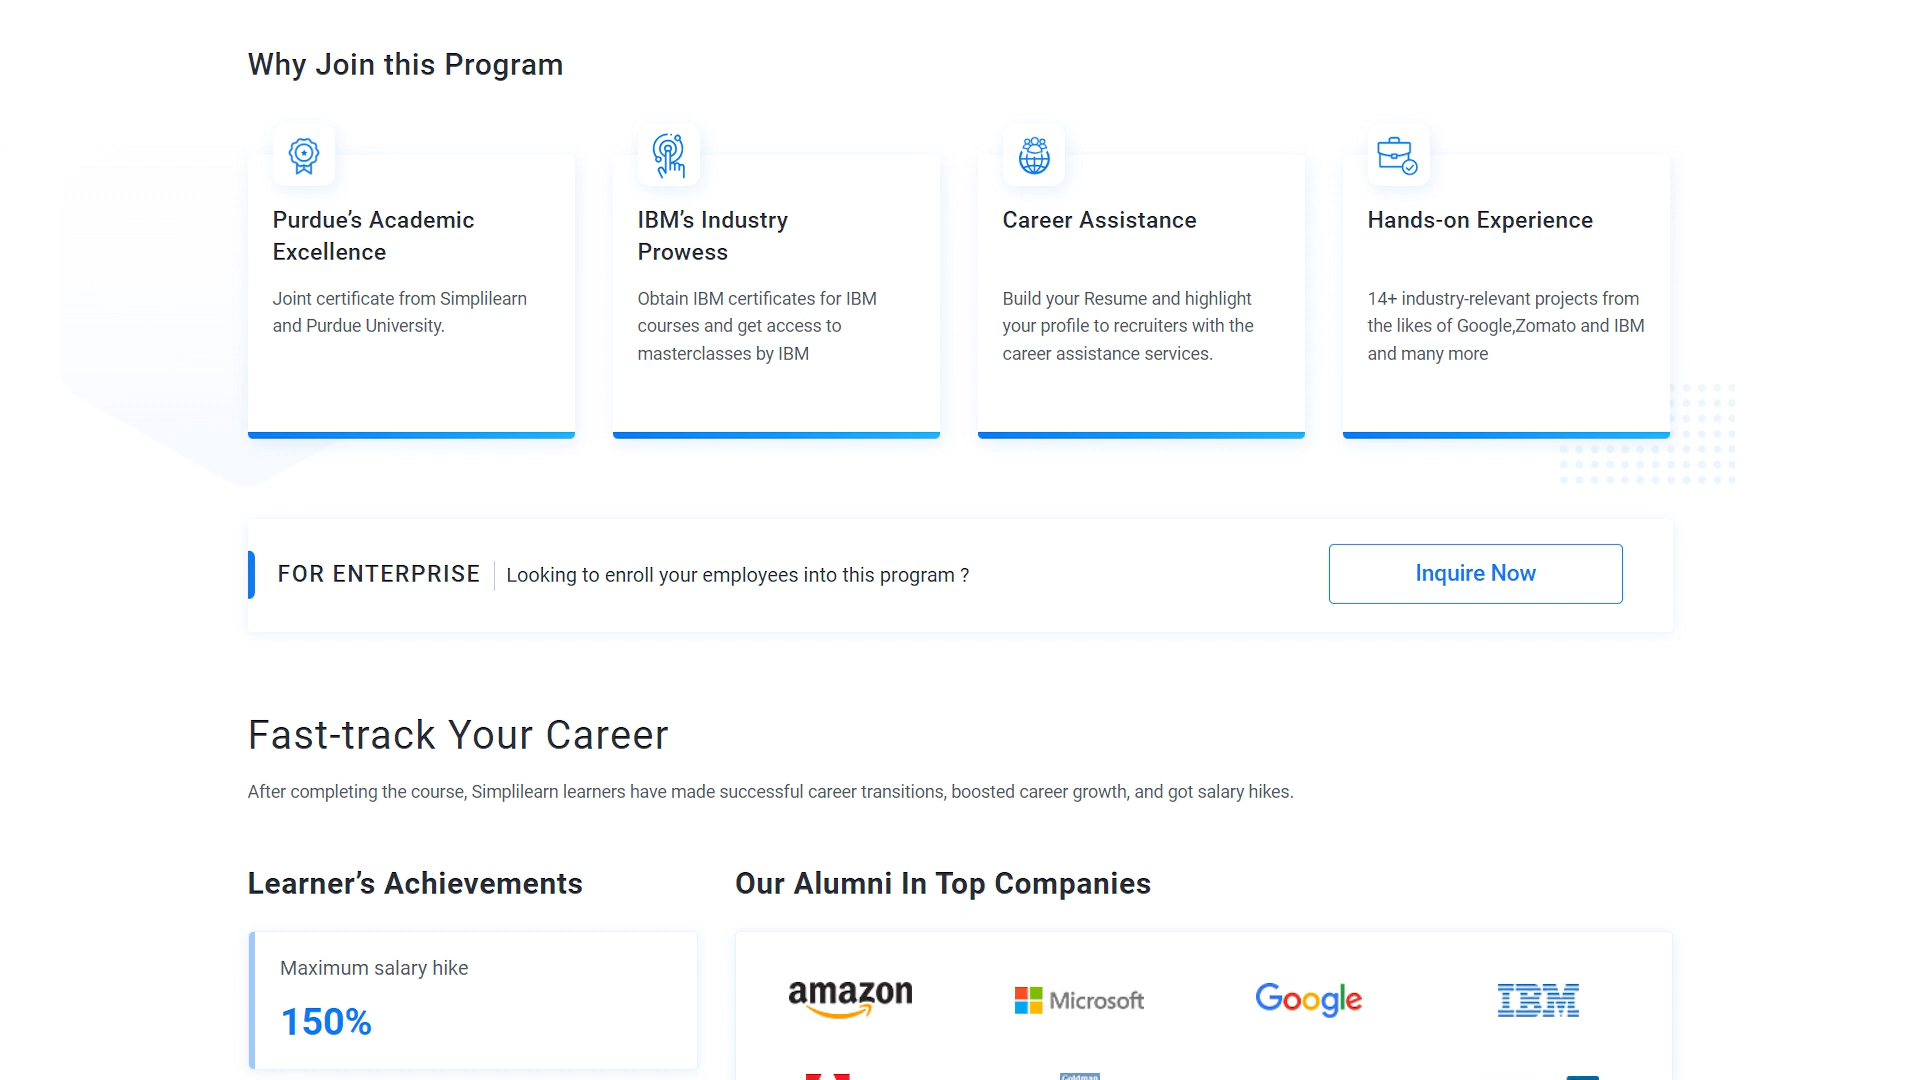 Why Join this Program
Purdue’s Academic
Excellence
Joint certificate from Simplilearn
and Purdue University.
IBM’s Industry
Prowess
Obtain IBM certificates for IBM
courses and get access to
masterclasses by IBM
Career Assistance
Build your Resume and highlight
your profile to recruiters with the
career assistance services.
Hands-on Experience
14+ industry-relevant projects from
the likes of Google,Zomato and IBM
and many more
FOR ENTERPRISE
Looking to enroll your employees into this program ?
Inquire Now
Fast-track Your Career
After completing the course, Simplilearn learners have made successful career transitions, boosted career growth, and got salary hikes.
Learner’s Achievements
Maximum salary hike
150%
Our Alumni In Top Companies
amazon
Microsoft
Google
IBM
Goldman